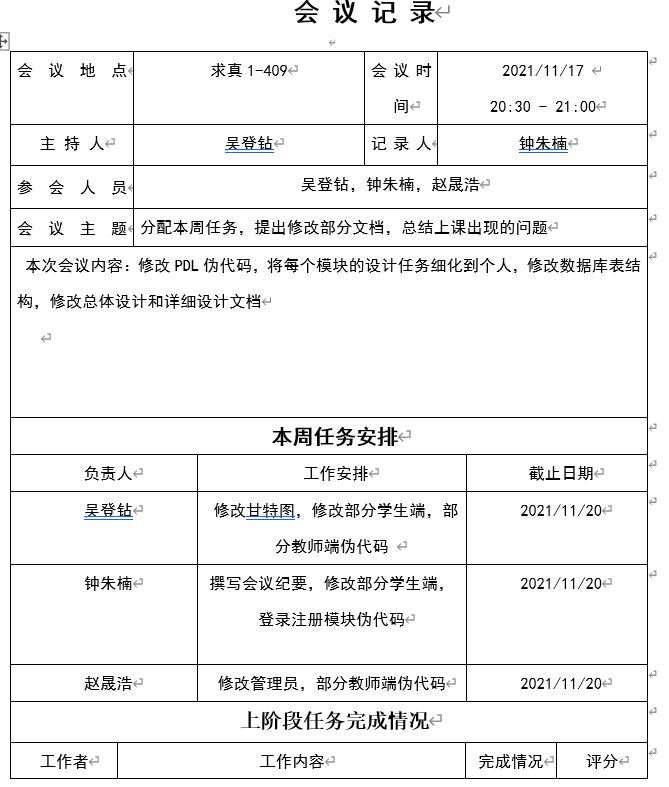 会 议 记 录
会 议 地 点 求真 1-409 会 议 时 间 2021/11/17 20:30 - 21:00
主 持 人 吴登钻 记 录 人 钟朱楠
参 会 人 员 吴登钻，钟朱楠，赵晟浩
会 议 主 题 分配本周任务，提出修改部分文档，总结上课出现的问题
本次会议内容：修改 PDL 伪代码，将每个模块的设计任务细化到个人，修改数据库表结
构，修改总体设计和详细设计文档
本周任务安排
负责人 工作安排 截止日期
吴登钻 修改甘特图，修改部分学生端，部 2021/11/20
分教师端伪代码
钟朱楠 撰写会议纪要，修改部分学生端， 2021/11/20
登录注册模块伪代码
赵晟浩 修改管理员，部分教师端伪代码 2021/11/20
上阶段任务完成情况
工作者 工作内容 完成情况 评分